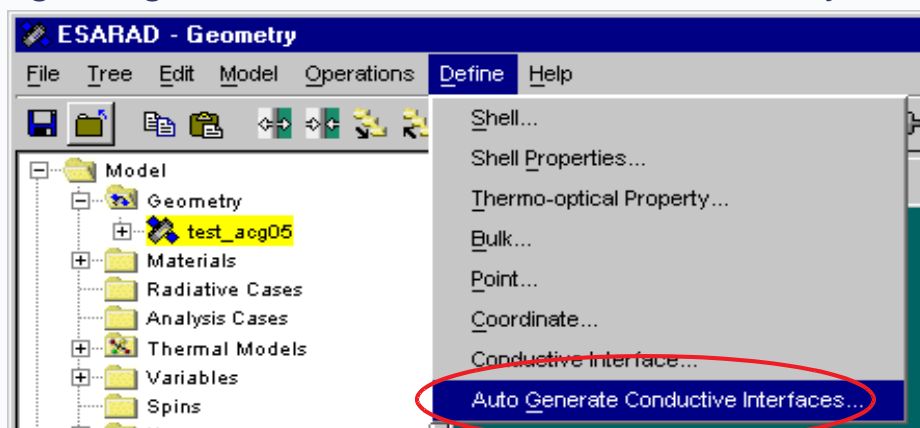 ESARAD - Geometry
File Tree Edit Model Operations Define Help
Shell...
Shell Properties...
Thermo-optical Property...
Bulk...
Point...
Coordinate...
Conductive Interface...
Auto Generate Conductive Interfaces...
Model
Geometry
test_acg05
Materials
Radiative Cases
Analysis Cases
Thermal Models
Variables
Spins